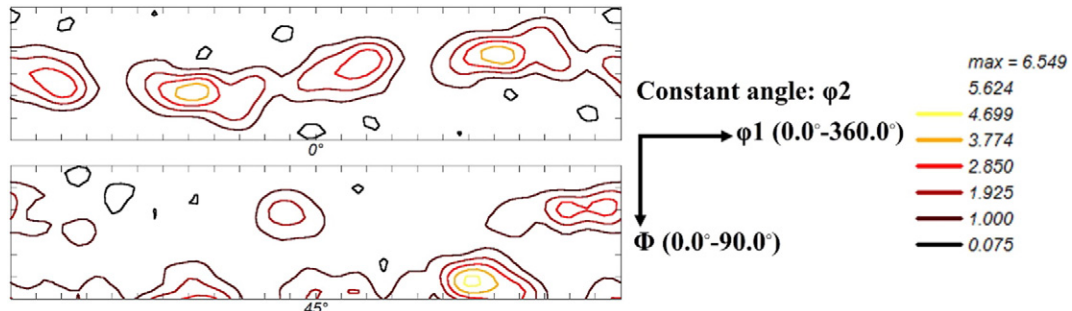 0°
45°
Constant angle: φ2
φ1 (0.0°-360.0°)
Φ (0.0°-90.0°)
max = 6.549
5.624
4.699
3.774
2.850
1.925
1.000
0.075